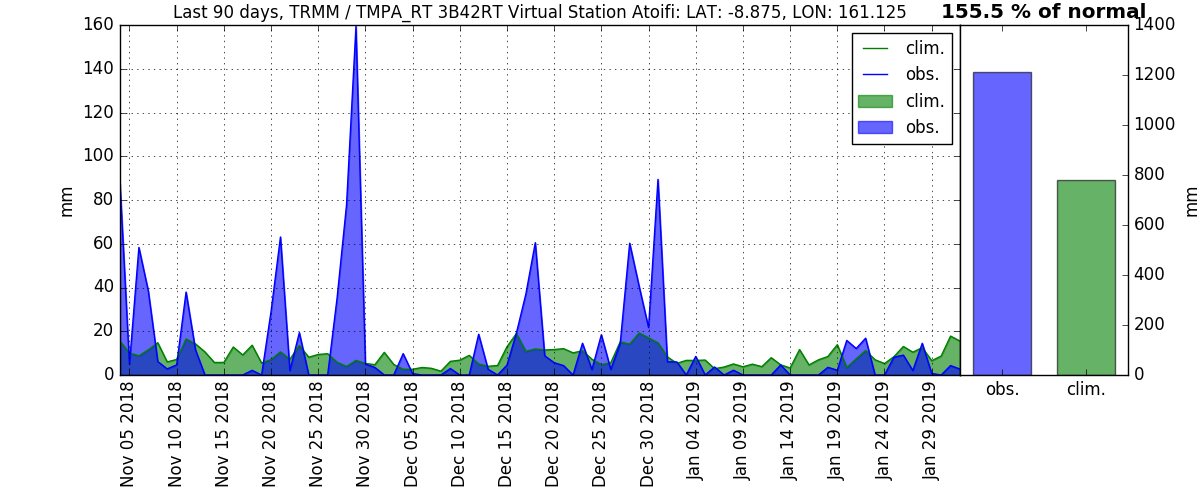 Last 90 days, TRMM / TMPA_RT 3B42RT Virtual Station Atoifi: LAT: -8.875, LON: 161.125
155.5 % of normal
160
140
120
100
80
60
40
20
0
mm
clim.
obs.
clim.
obs.
Nov 05 2018
Nov 10 2018
Nov 15 2018
Nov 20 2018
Nov 25 2018
Nov 30 2018
Dec 05 2018
Dec 10 2018
Dec 15 2018
Dec 20 2018
Dec 25 2018
Dec 30 2018
Jan 04 2019
Jan 09 2019
Jan 14 2019
Jan 19 2019
Jan 24 2019
Jan 29 2019
1400
1200
1000
800
600
400
200
0
mm
obs.
clim.